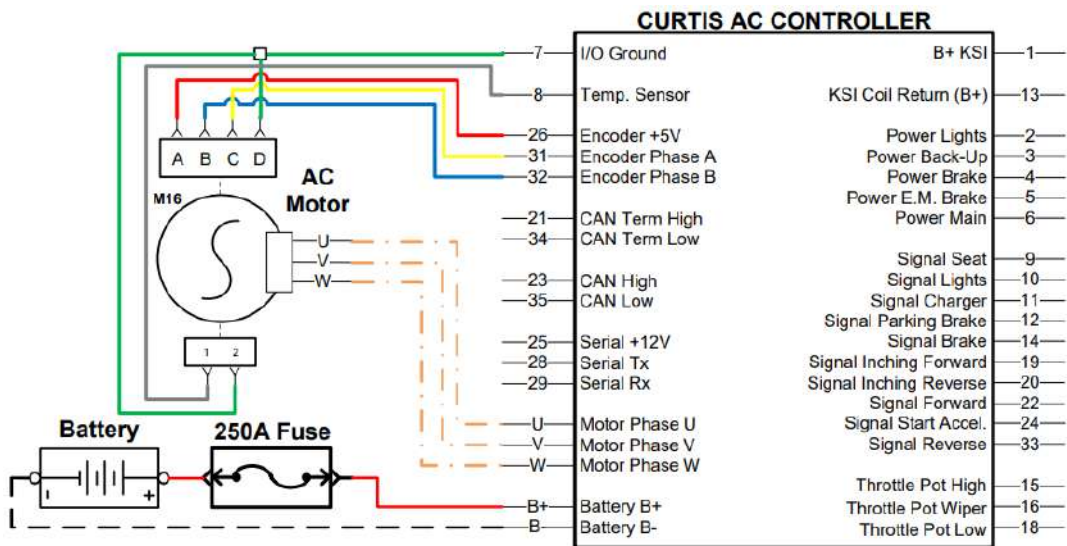 CURTIS AC CONTROLLER
7 I/O Ground B+ KSI 1
8 Temp. Sensor KSI Coil Return (B+) 13
26 Encoder +5V Power Lights 2
31 Encoder Phase A Power Back-Up 3
32 Encoder Phase B Power Brake 4
Power E.M. Brake 5
21 CAN Term High Power Main 6
34 CAN Term Low
Signal Seat 9
23 CAN High Signal Lights 10
35 CAN Low Signal Charger 11
Signal Parking Brake 12
25 Serial +12V Signal Brake 14
28 Serial Tx Signal Inching Forward 19
29 Serial Rx Signal Inching Reverse 20
Signal Forward 22
U Motor Phase U Signal Start Accel. 24
V Motor Phase V Signal Reverse 33
W Motor Phase W
Throttle Pot High 15
B+ Battery B+ Throttle Pot Wiper 16
B Battery B- Throttle Pot Low 18
A B C D
M16
AC
Motor
U
V
W
1 2
Battery
- +
250A Fuse